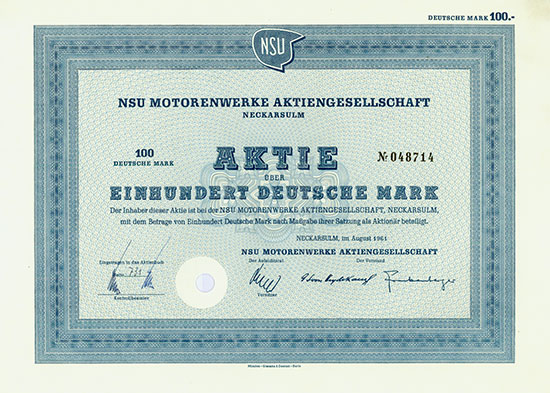 DEUTSCHE MARK 100.-
NSU
NSU MOTORENWERKE AKTIENGESELLSCHAFT
NECKARSULM
100
DEUTSCHE MARK
AKTIE
№ 048714
ÜBER
EINHUNDERT DEUTSCHE MARK
Der Inhaber dieser Aktie ist bei der NSU MOTORENWERKE AKTIENGESELLSCHAFT, NECKARSULM,
mit dem Betrage von Einhundert Deutsche Mark nach Maßgabe ihrer Satzung als Aktionär beteiligt.
NECKARSULM, im August 1961
NSU MOTORENWERKE AKTIENGESELLSCHAFT
Eingetragen in das Aktienbuch
Der Aufsichtsrat
Der Vorstand
Kontrollbeamter
Vorsitzer